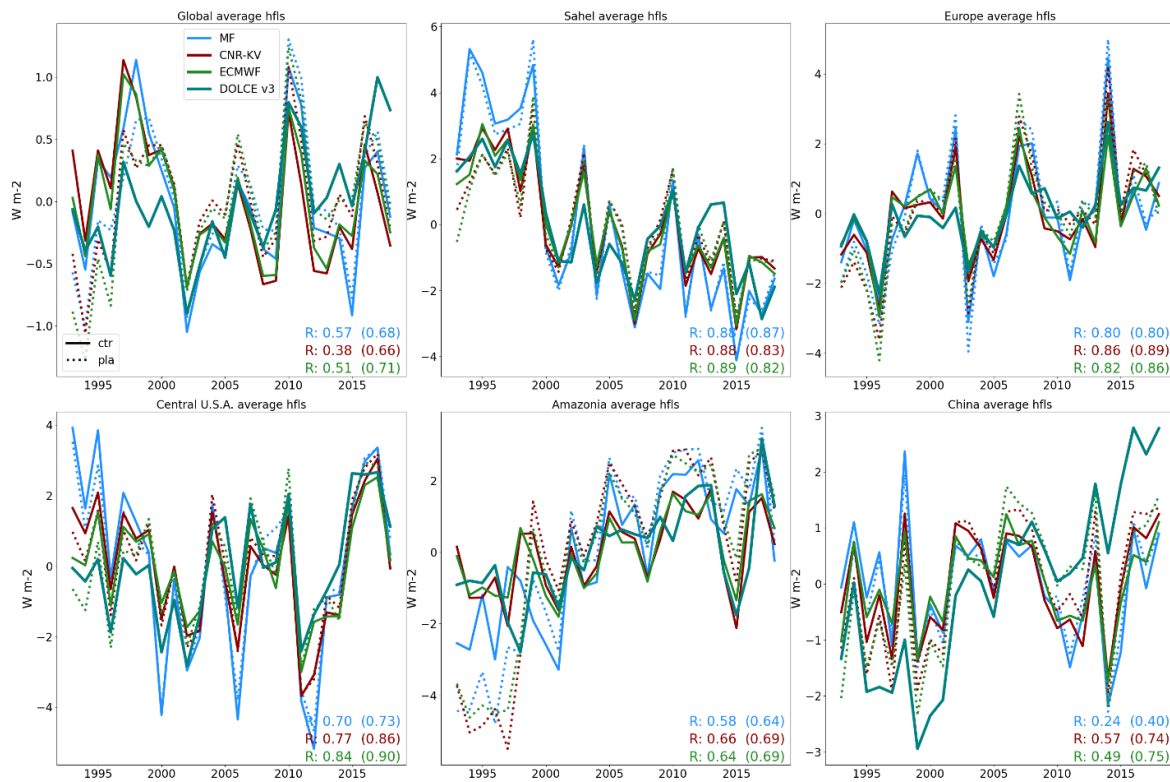 Global average hfls
Sahel average hfls
Europe average hfls
W m-2
1.0
0.5
0.0
−0.5
−1.0
MF
CNR-KV
ECMWF
DOLCE v3
ctr
pla
R: 0.57 (0.68)
R: 0.38 (0.66)
R: 0.51 (0.71)
1995 2000 2005 2010 2015
W m-2
6
4
2
0
−2
−4
R: 0.88 (0.87)
R: 0.88 (0.83)
R: 0.89 (0.82)
1995 2000 2005 2010 2015
W m-2
4
2
0
−2
−4
R: 0.80 (0.80)
R: 0.86 (0.89)
R: 0.82 (0.86)
1995 2000 2005 2010 2015
Central U.S.A. average hfls
Amazonia average hfls
China average hfls
W m-2
4
2
0
−2
−4
R: 0.70 (0.73)
R: 0.77 (0.86)
R: 0.84 (0.90)
1995 2000 2005 2010 2015
W m-2
2
0
−2
−4
R: 0.58 (0.64)
R: 0.66 (0.69)
R: 0.64 (0.69)
1995 2000 2005 2010 2015
W m-2
3
2
1
0
−1
−2
−3
R: 0.24 (0.40)
R: 0.57 (0.74)
R: 0.49 (0.75)
1995 2000 2005 2010 2015